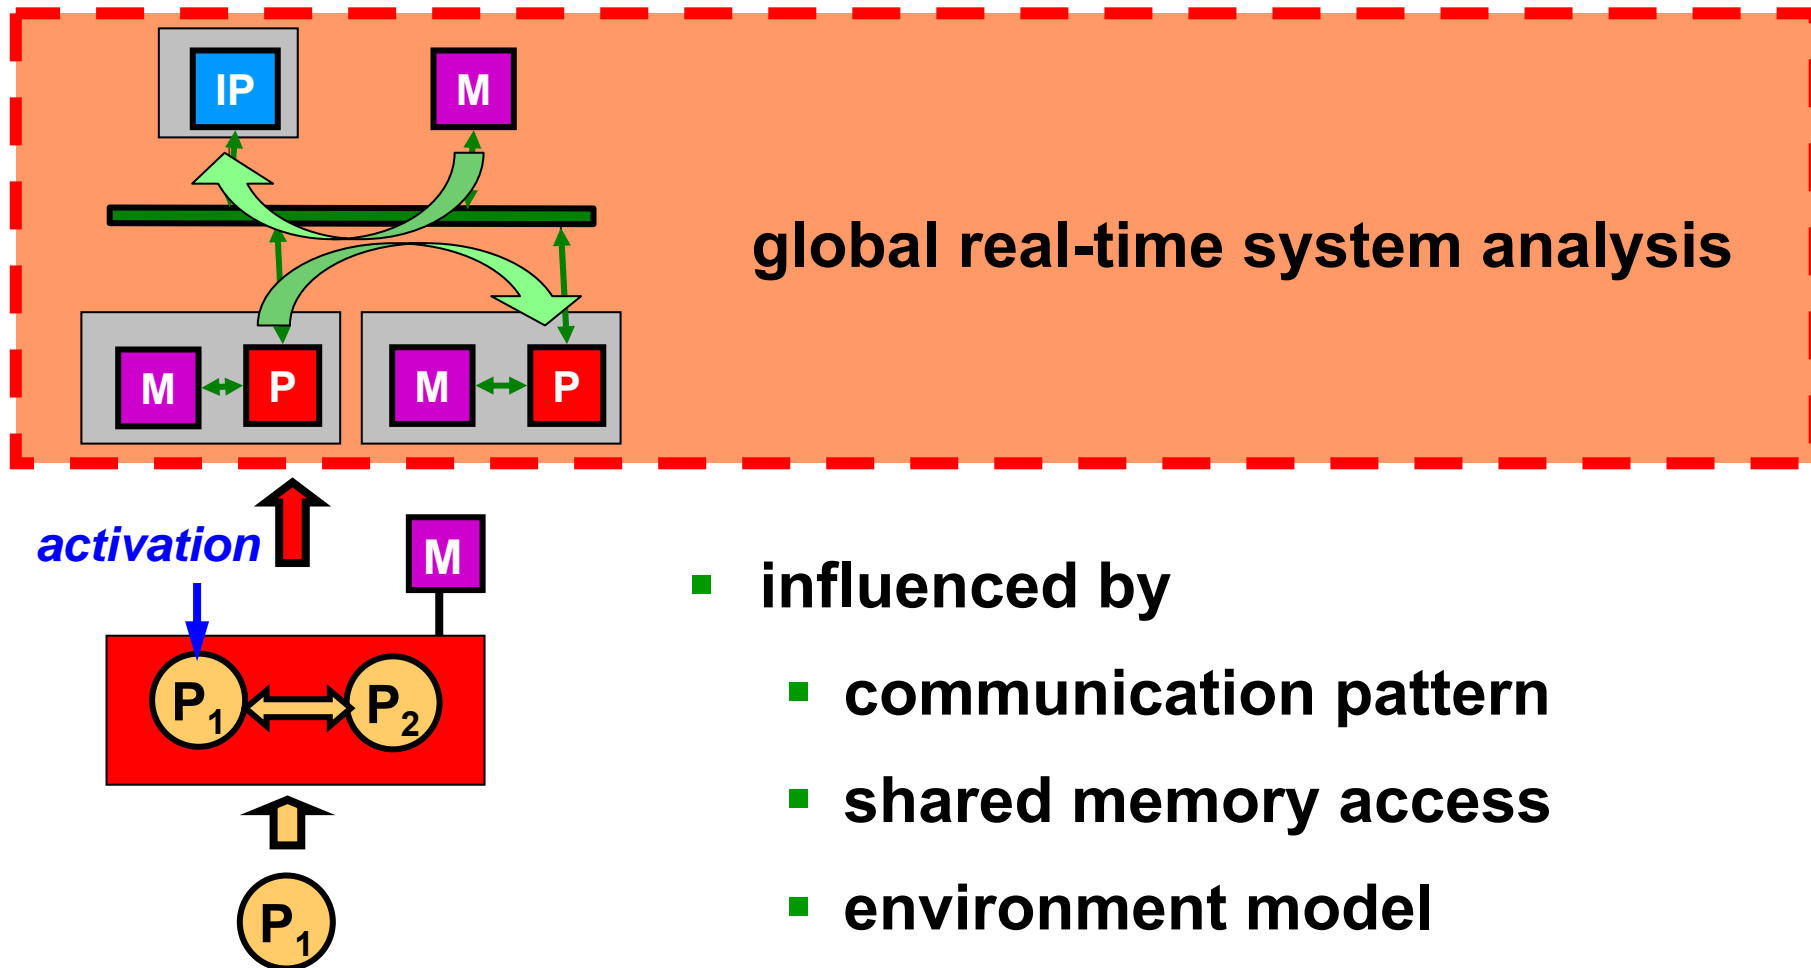 IP
M
global real-time system analysis
M
P
M
P
activation
M
influenced by
P1
P2
communication pattern
shared memory access
P1
environment model